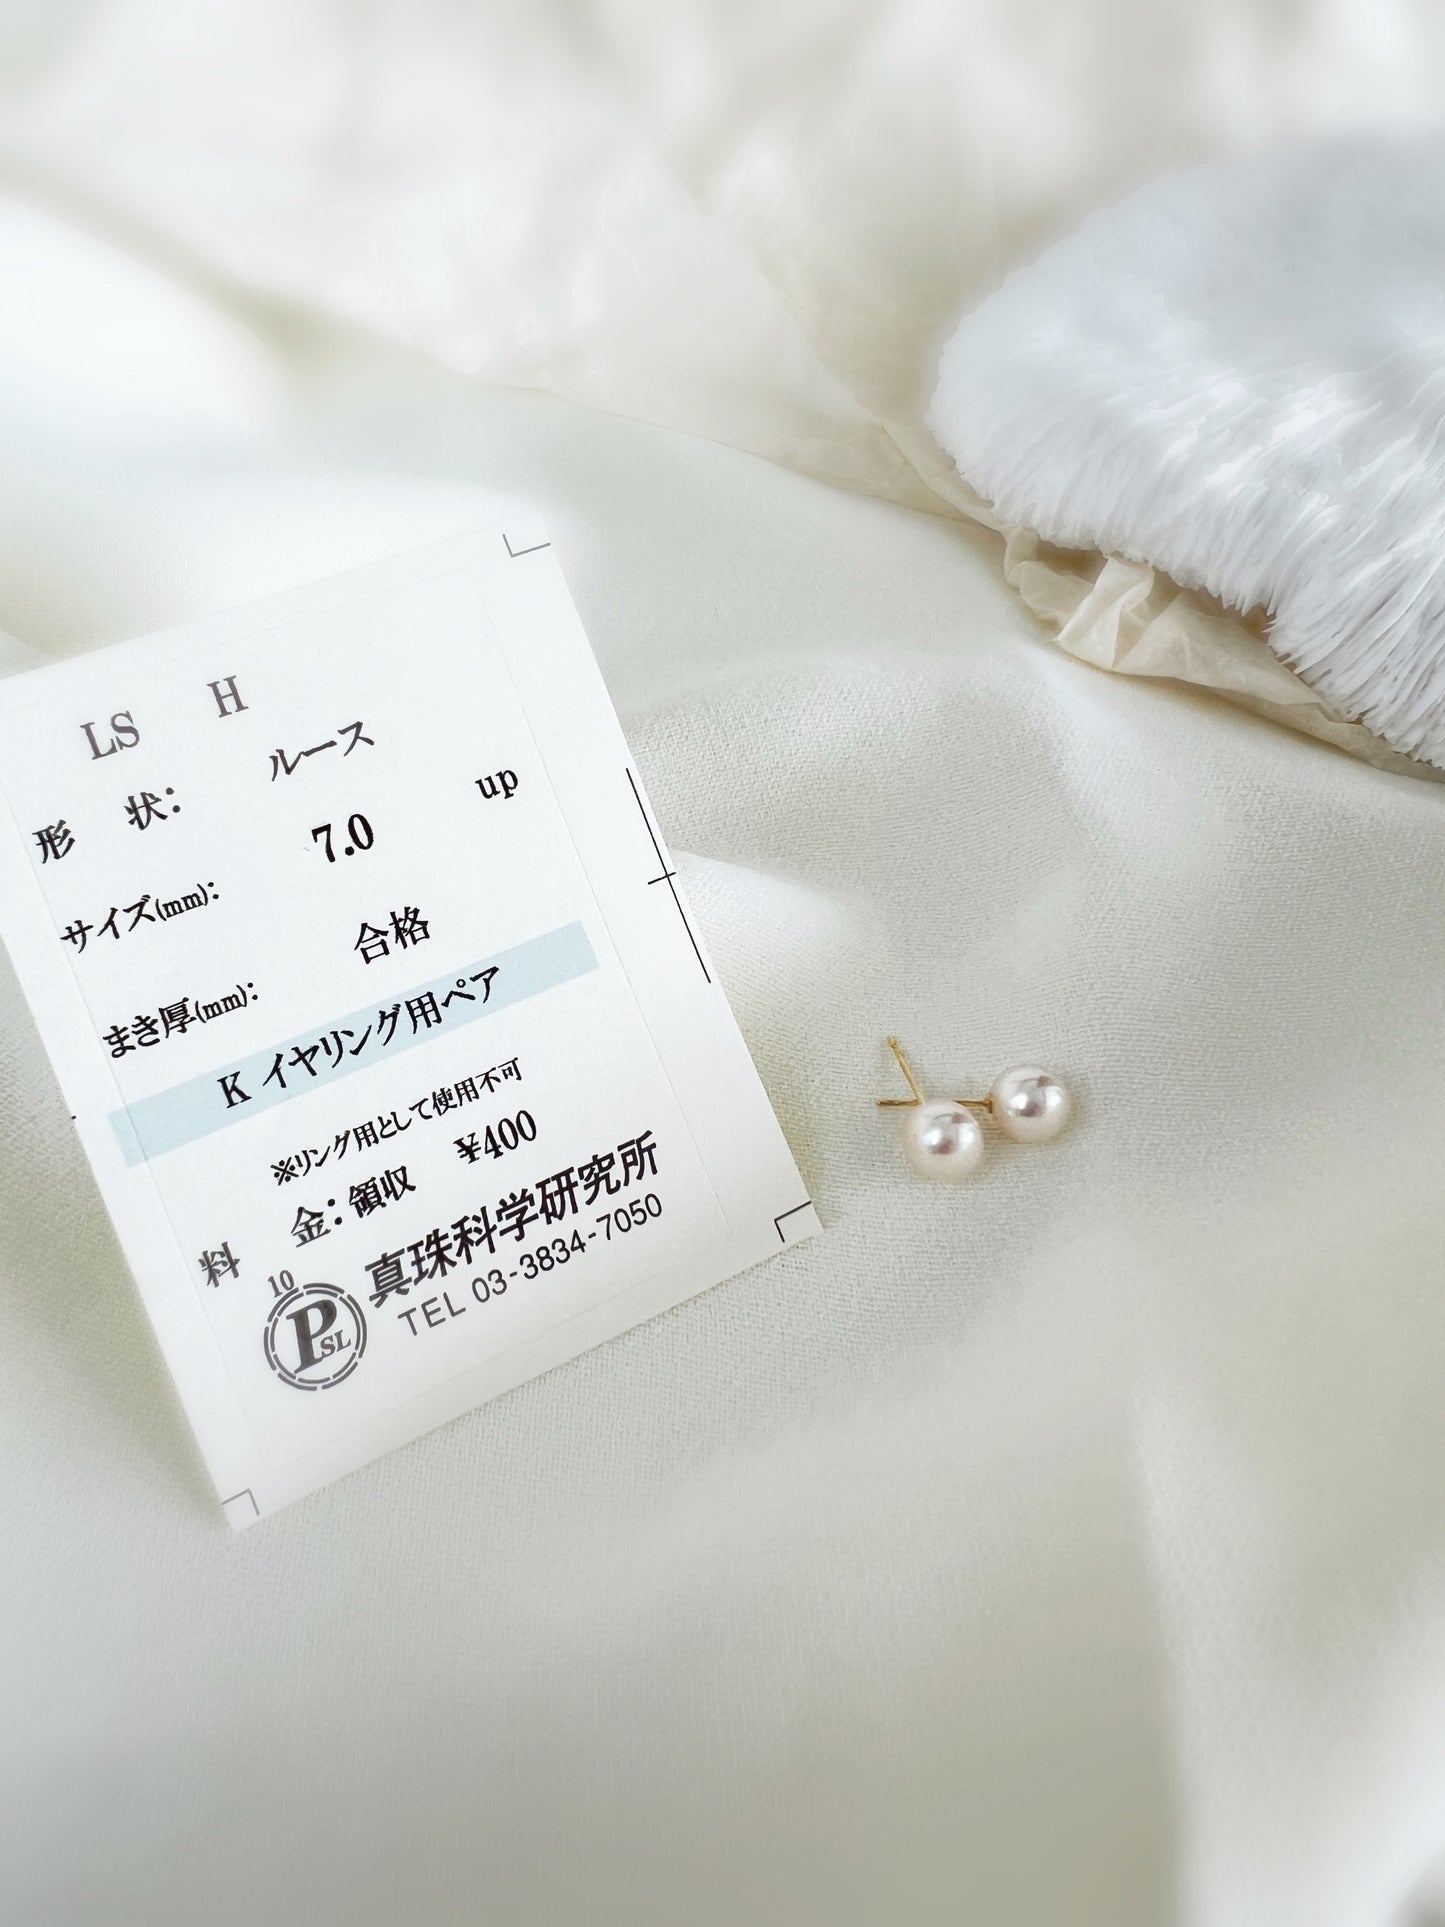 LS H
形 状: ルース
サイズ(mm): 7.0 up
まき厚(mm): 合格
K イヤリング用ペア
※リング用として使用不可
料 金: 領収 ¥400
10
PSL
真珠科学研究所
TEL 03-3834-7050